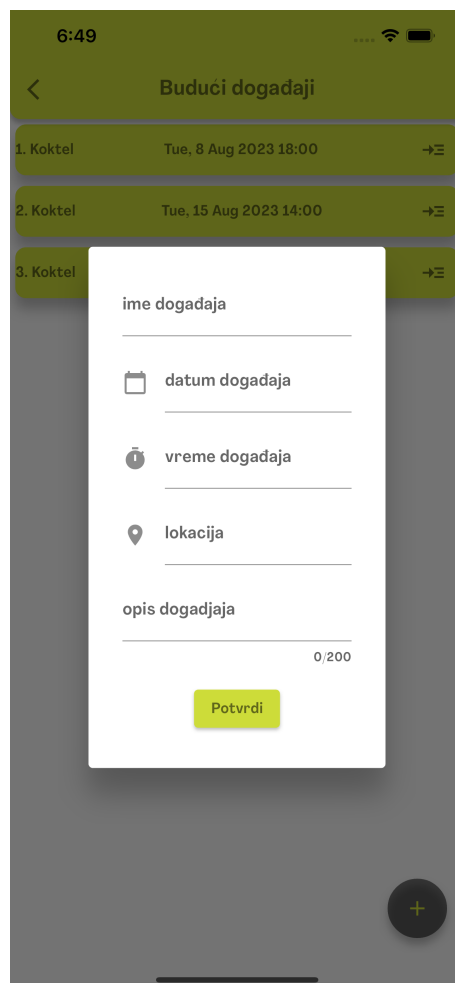 6:49
Budući događaji
1. Koktel Tue, 8 Aug 2023 18:00
2. Koktel Tue, 15 Aug 2023 14:00
3. Koktel
ime događaja
datum događaja
vreme događaja
lokacija
opis dogadjaja
0/200
Potvrdi